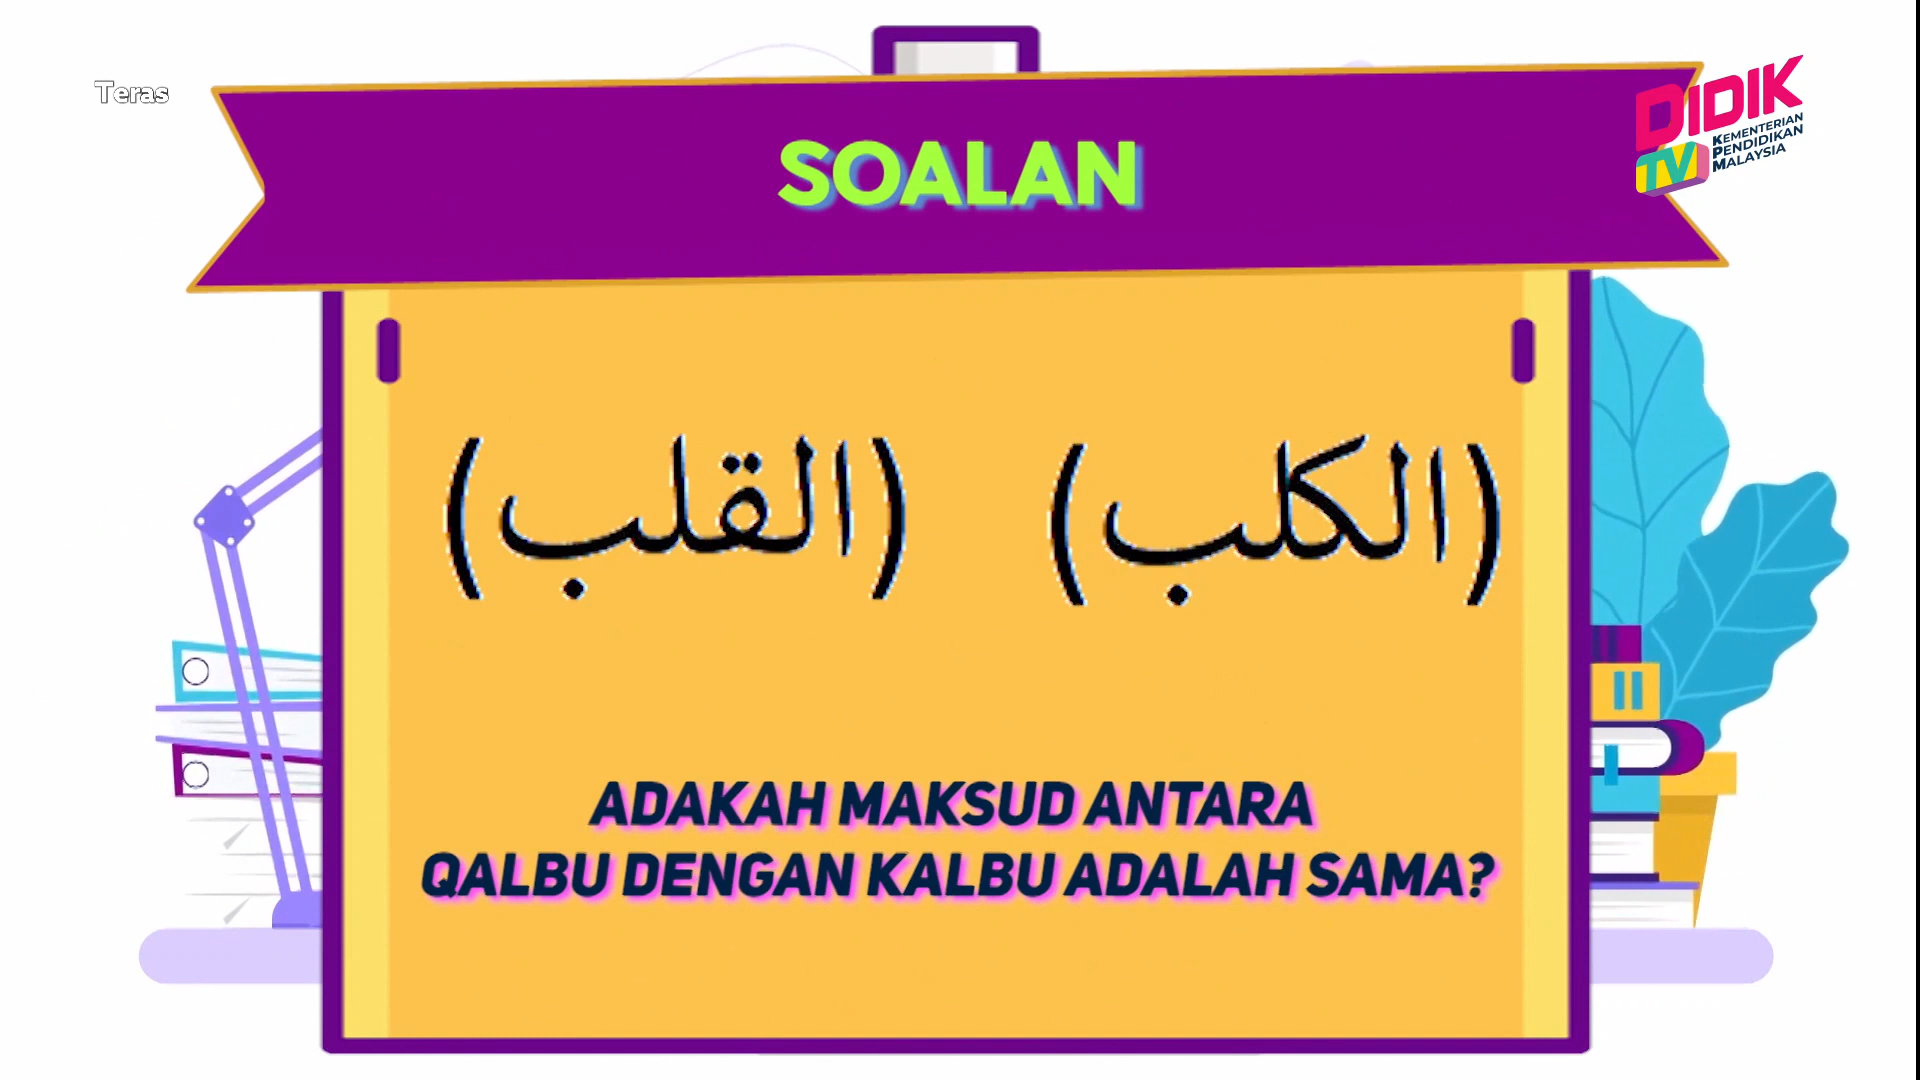 Teras
DIDIK
TV
KEMENTERIAN
PENDIDIKAN
MALAYSIA
SOALAN
(الكلب) (القلب)
ADAKAH MAKSUD ANTARA
QALBU DENGAN KALBU ADALAH SAMA?